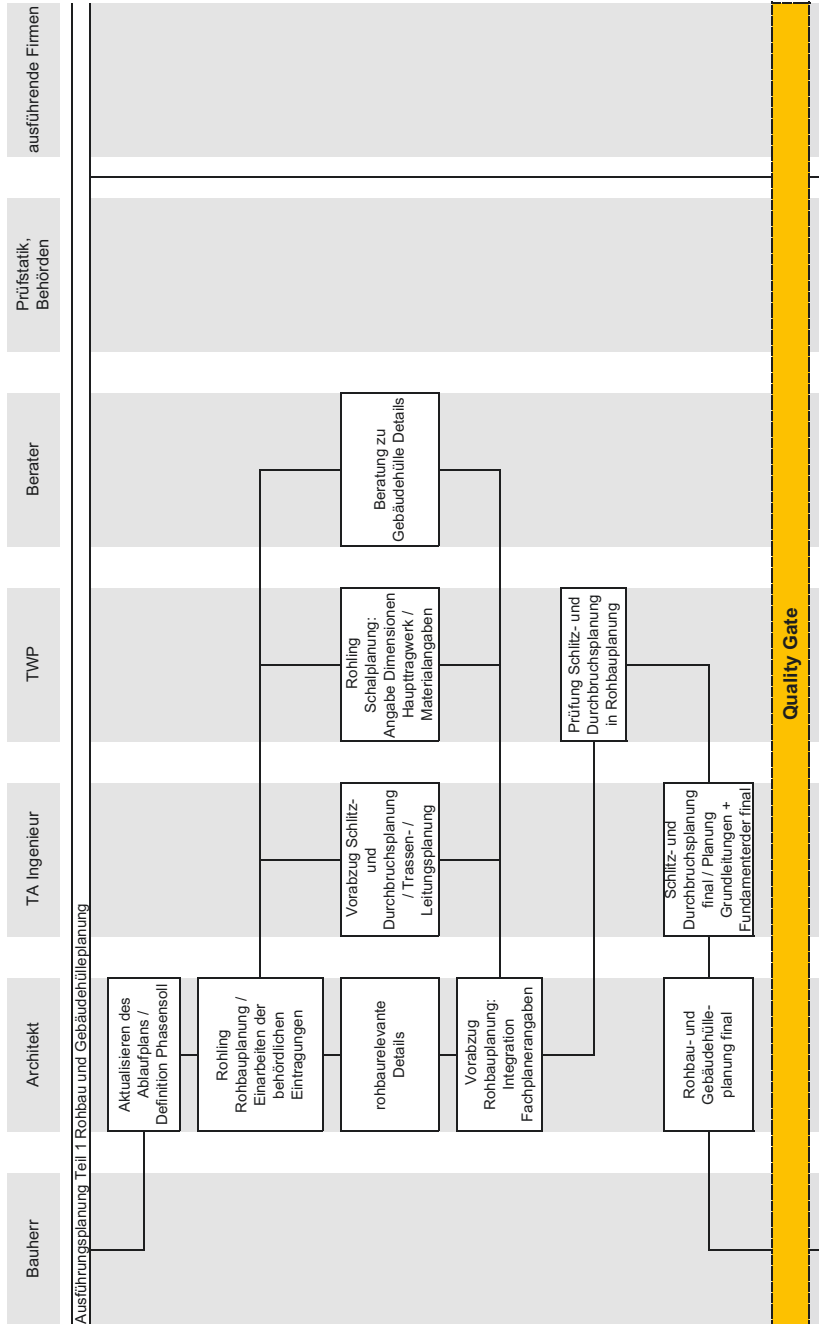 Bauherr
Architekt
TA Ingenieur
TWP
Berater
Prüfstatik,
Behörden
ausführende Firmen
Ausführungsplanung Teil 1 Rohbau und Gebäudehülleplanung
Aktualisieren des
Ablaufplans /
Definition Phasensoll
Rohling
Rohbauplanung /
Einarbeiten der
behördlichen
Eintragungen
rohbaurelevante
Details
Vorabzug Schlitz-
und
Durchbruchsplanung
/ Trassen- /
Leitungsplanung
Rohling
Schalplanung:
Angabe Dimensionen
Haupttragwerk /
Materialangaben
Beratung zu
Gebäudehülle Details
Vorabzug
Rohbauplanung:
Integration
Fachplanerangaben
Prüfung Schlitz- und
Durchbruchsplanung
in Rohbauplanung
Rohbau- und
Gebäudehülle-
planung final
Schlitz- und
Durchbruchsplanung
final / Planung
Grundleitungen +
Fundamenterder final
Quality Gate